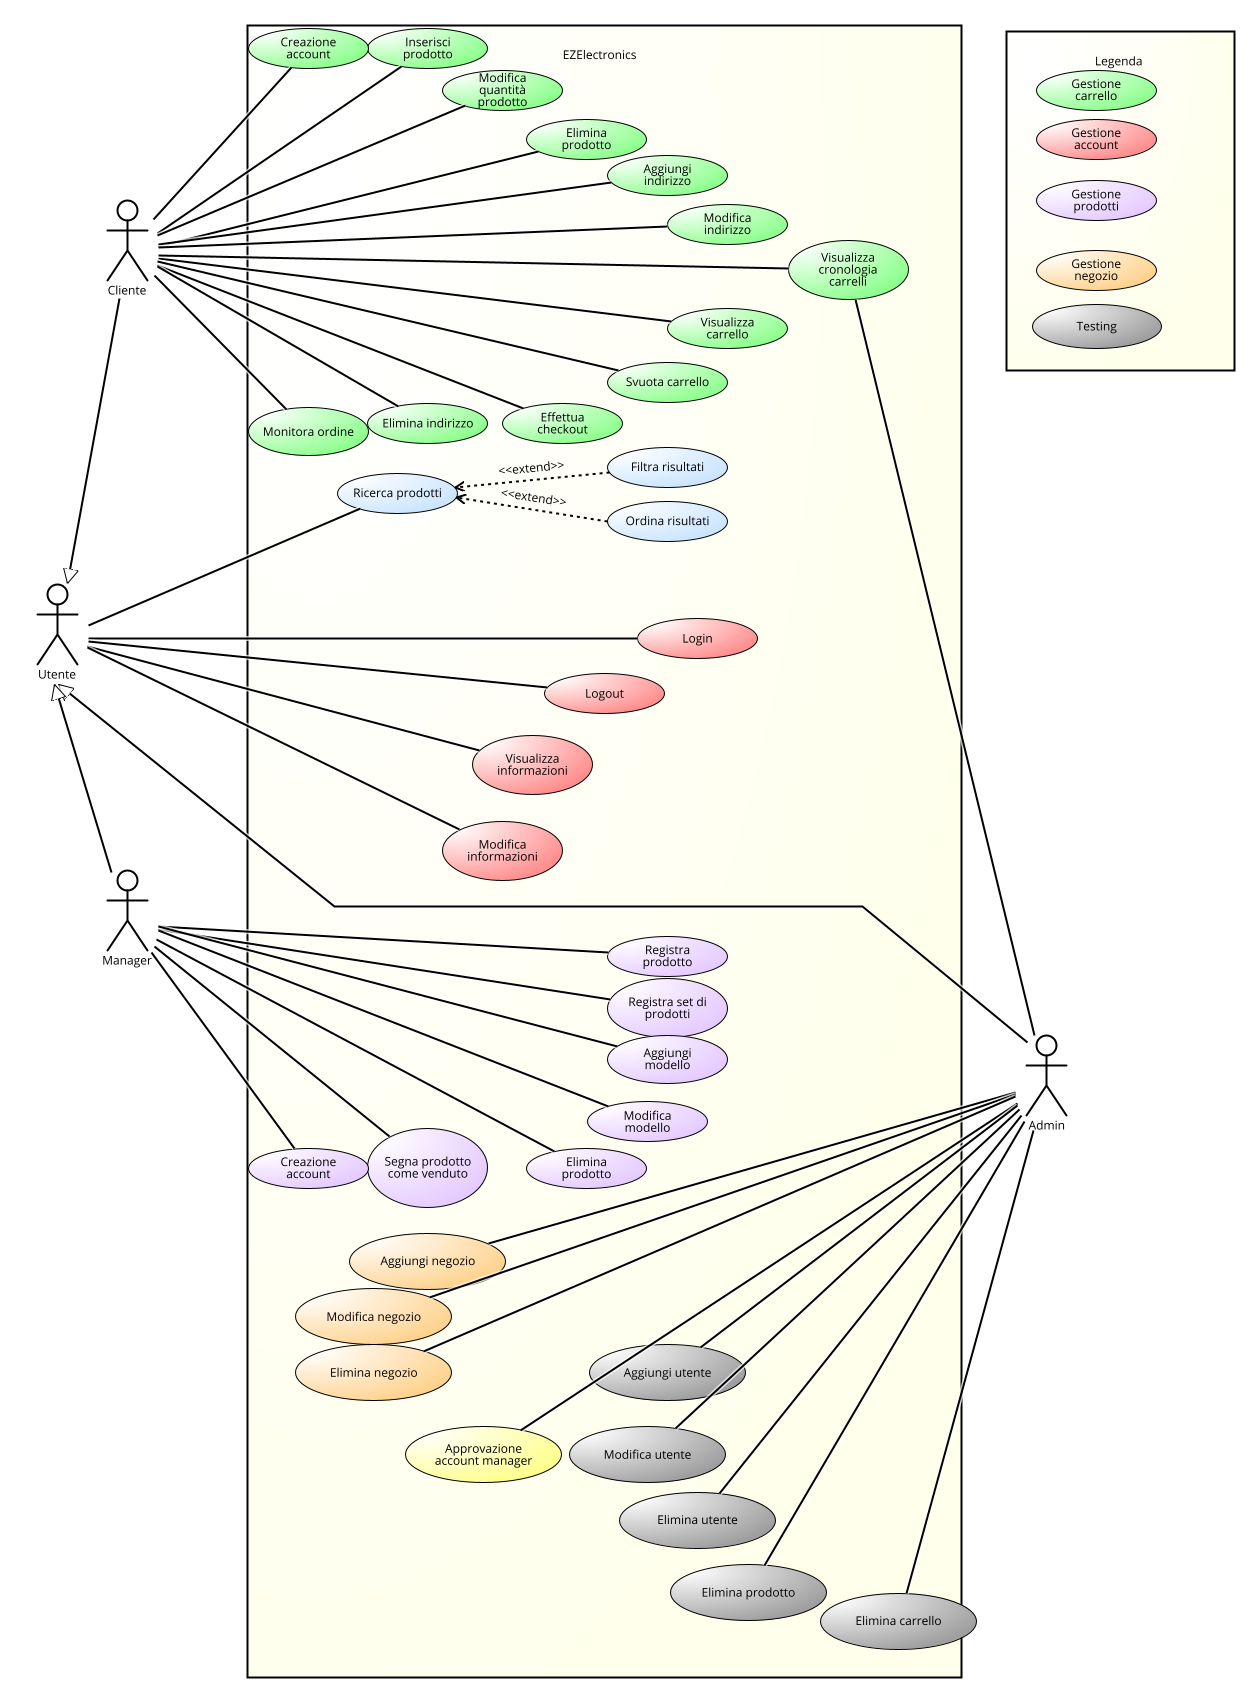 EZElectronics
Creazione
account
Inserisci
prodotto
Modifica
quantità
prodotto
Elimina
prodotto
Aggiungi
indirizzo
Modifica
indirizzo
Visualizza
cronologia
carrelli
Visualizza
carrello
Svuota carrello
Effettua
checkout
Elimina indirizzo
Monitora ordine
Cliente
Ricerca prodotti
<<extend>>
<<extend>>
Filtra risultati
Ordina risultati
Utente
Login
Logout
Visualizza
informazioni
Modifica
informazioni
Manager
Registra
prodotto
Registra set di
prodotti
Aggiungi
modello
Modifica
modello
Elimina
prodotto
Segna prodotto
come venduto
Creazione
account
Admin
Aggiungi negozio
Modifica negozio
Elimina negozio
Aggiungi utente
Approvazione
account manager
Modifica utente
Elimina utente
Elimina prodotto
Elimina carrello
Legenda
Gestione
carrello
Gestione
account
Gestione
prodotti
Gestione
negozio
Testing